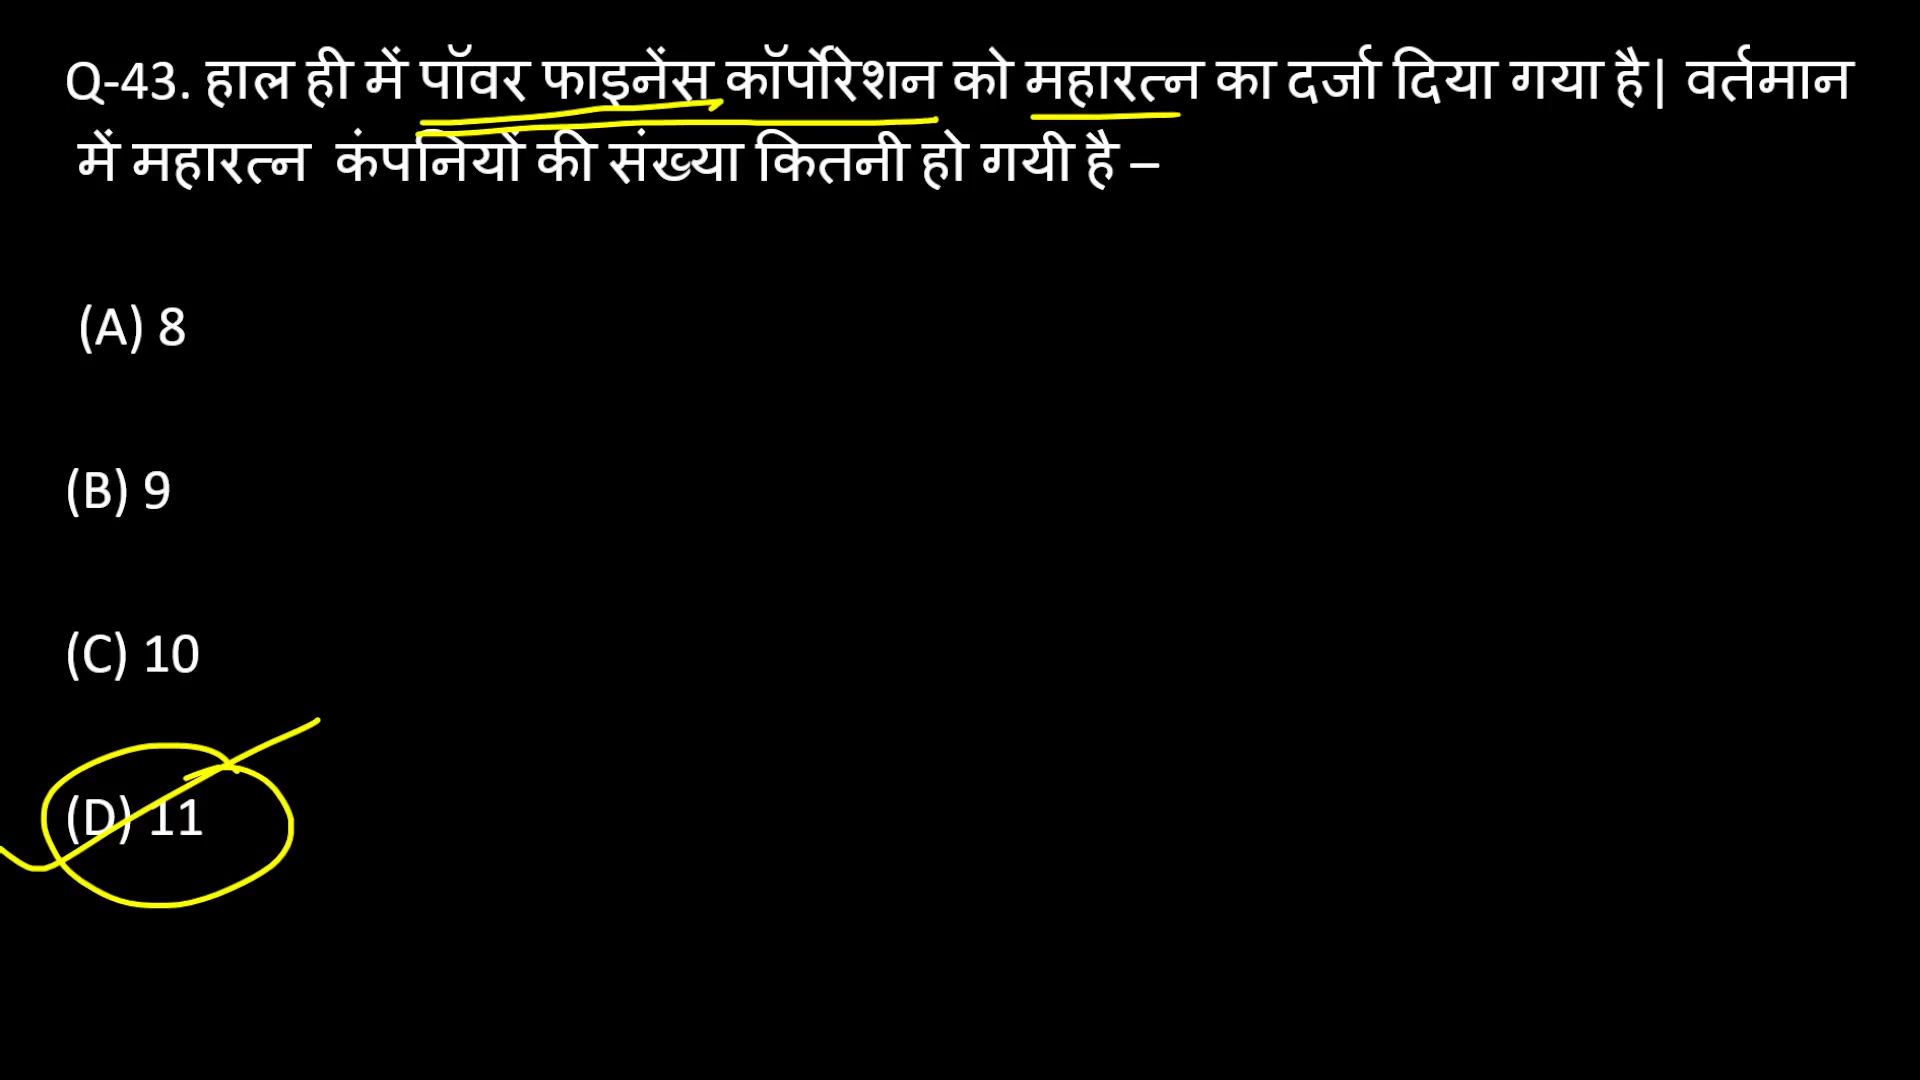 Q-43. हाल ही में पॉवर फाइनेंस कॉर्पोरेशन को महारत्न का दर्जा दिया गया है| वर्तमान
में महारत्न कंपनियों की संख्या कितनी हो गयी है –
(A) 8
(B) 9
(C) 10
(D) 11